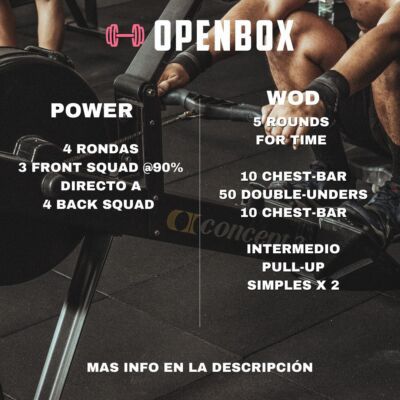 OPENBOX
POWER
4 RONDAS
3 FRONT SQUAD @90%
DIRECTO A
4 BACK SQUAD
WOD
5 ROUNDS
FOR TIME
10 CHEST-BAR
50 DOUBLE-UNDERS
10 CHEST-BAR
INTERMEDIO
PULL-UP
SIMPLES X 2
concept
MAS INFO EN LA DESCRIPCIÓN